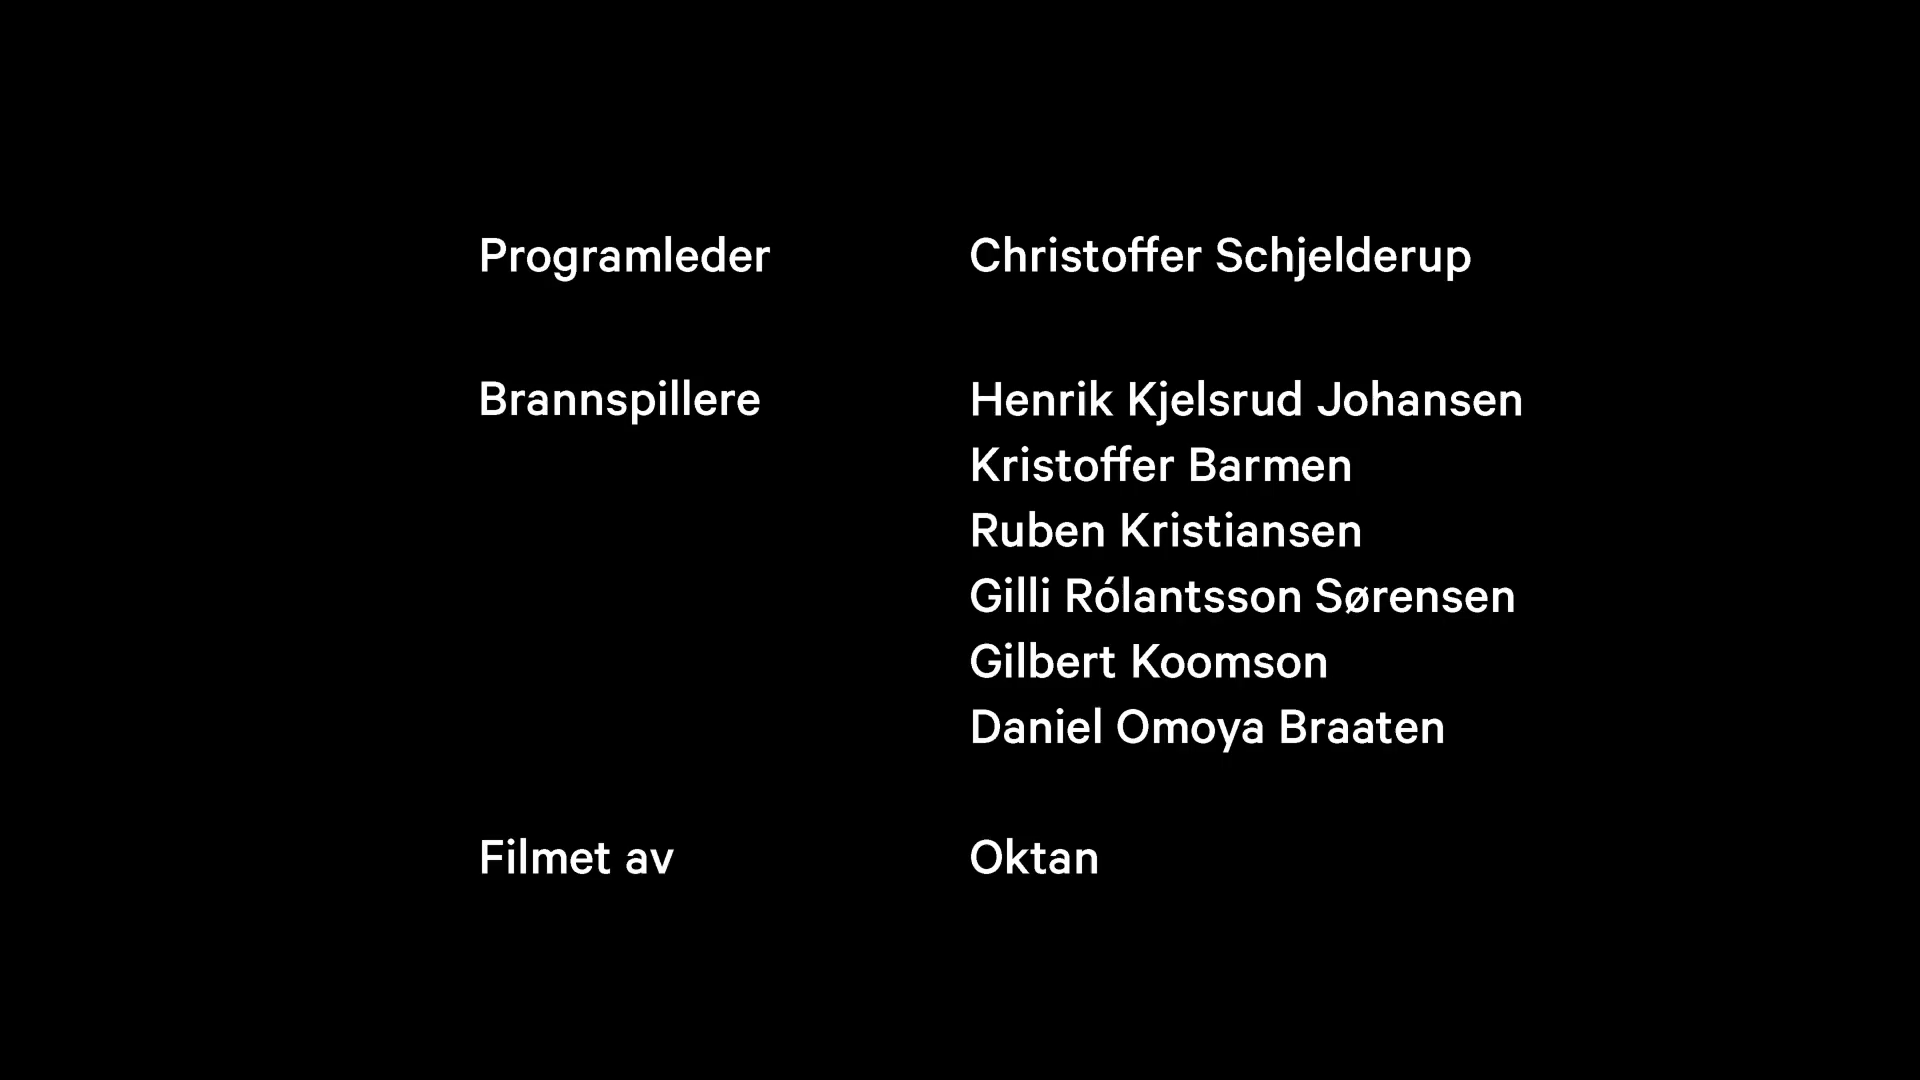 Programleder Christoffer Schjelderup
Brannspillere Henrik Kjelsrud Johansen
Kristoffer Barmen
Ruben Kristiansen
Gilli Rólantsson Sørensen
Gilbert Koomson
Daniel Omoya Braaten
Filmet av Oktan